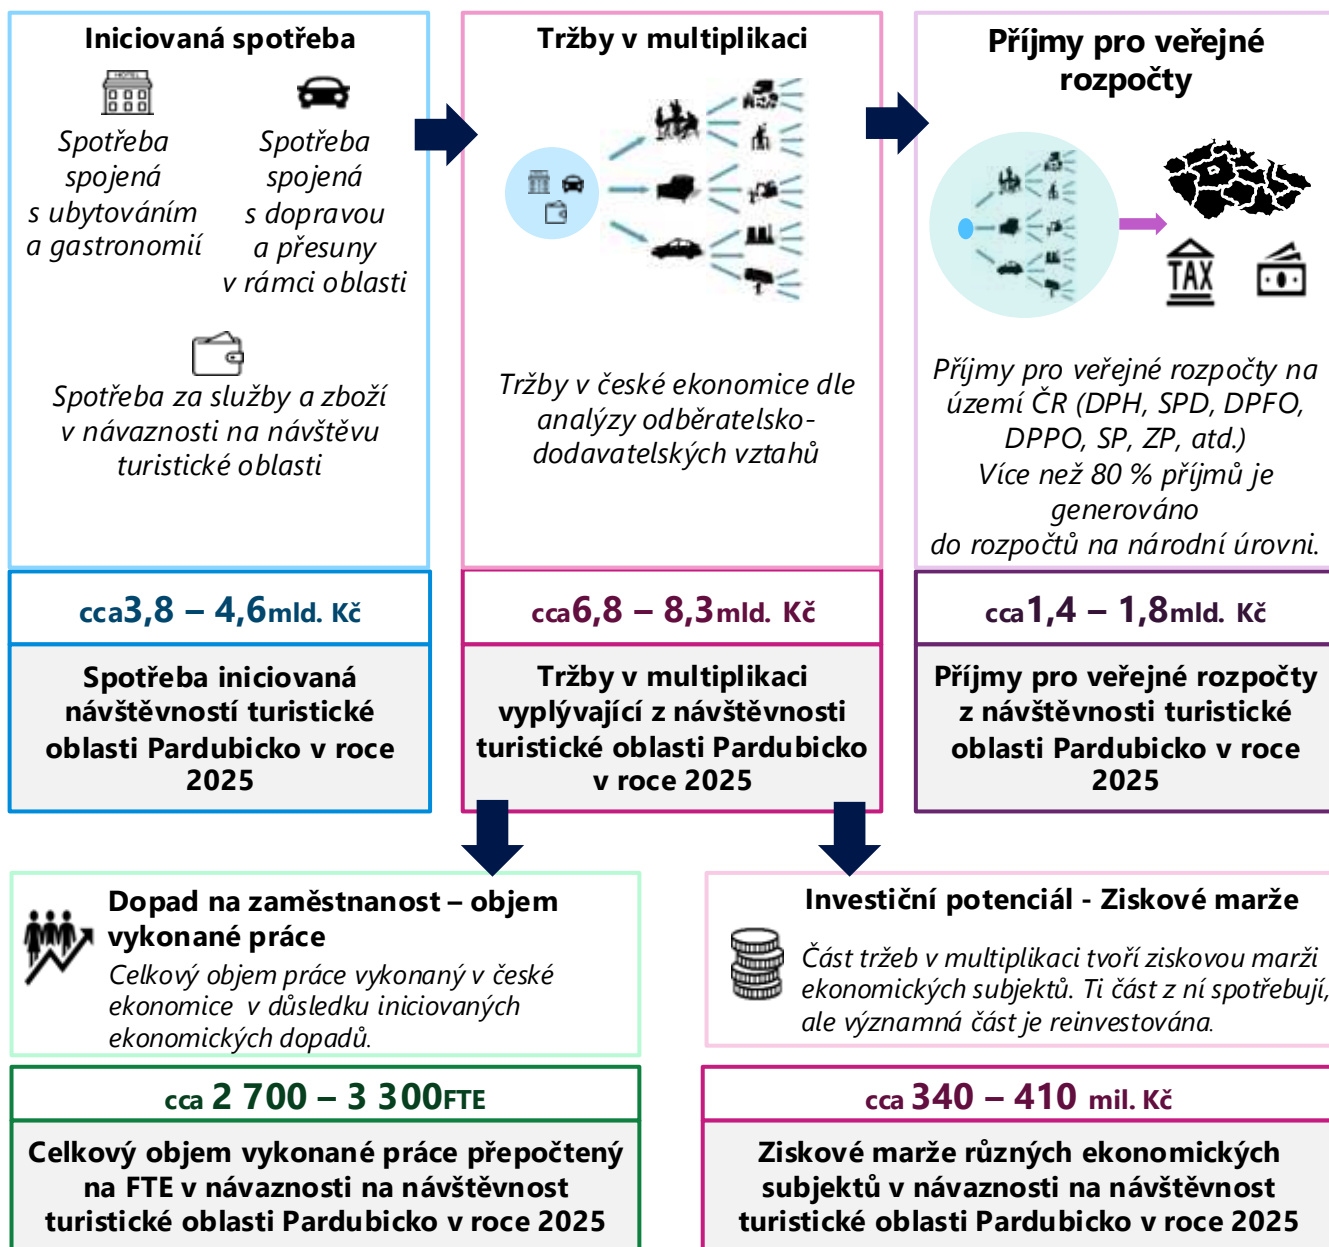 Iniciovaná spotřeba
Spotřeba
spojená
s ubytováním
a gastronomií
Spotřeba
spojená
s dopravou
a přesuny
v rámci oblasti
Spotřeba za služby a zboží
v návaznosti na návštěvu
turistické oblasti
cca3,8 – 4,6mld. Kč
Spotřeba iniciovaná
návštěvností turistické
oblasti Pardubicko v roce
2025
Tržby v multiplikaci
Tržby v české ekonomice dle
analýzy odběratelsko-
dodavatelských vztahů
cca6,8 – 8,3mld. Kč
Tržby v multiplikaci
vyplývající z návštěvnosti
turistické oblasti Pardubicko
v roce 2025
Příjmy pro veřejné
rozpočty
TAX
Příjmy pro veřejné rozpočty na
území ČR (DPH, SPD, DPFO,
DPPO, SP, ZP, atd.)
Více než 80 % příjmů je
generováno
do rozpočtů na národní úrovni.
cca1,4 – 1,8mld. Kč
Příjmy pro veřejné rozpočty
z návštěvnosti turistické
oblasti Pardubicko v roce
2025
Dopad na zaměstnanost – objem
vykonané práce
Celkový objem práce vykonaný v české
ekonomice v důsledku iniciovaných
ekonomických dopadů.
cca 2 700 – 3 300FTE
Celkový objem vykonané práce přepočtený
na FTE v návaznosti na návštěvnost
turistické oblasti Pardubicko v roce 2025
Investiční potenciál - Ziskové marže
Část tržeb v multiplikaci tvoří ziskovou marži
ekonomických subjektů. Ti část z ní spotřebují,
ale významná část je reinvestována.
cca 340 – 410 mil. Kč
Ziskové marže různých ekonomických
subjektů v návaznosti na návštěvnost
turistické oblasti Pardubicko v roce 2025